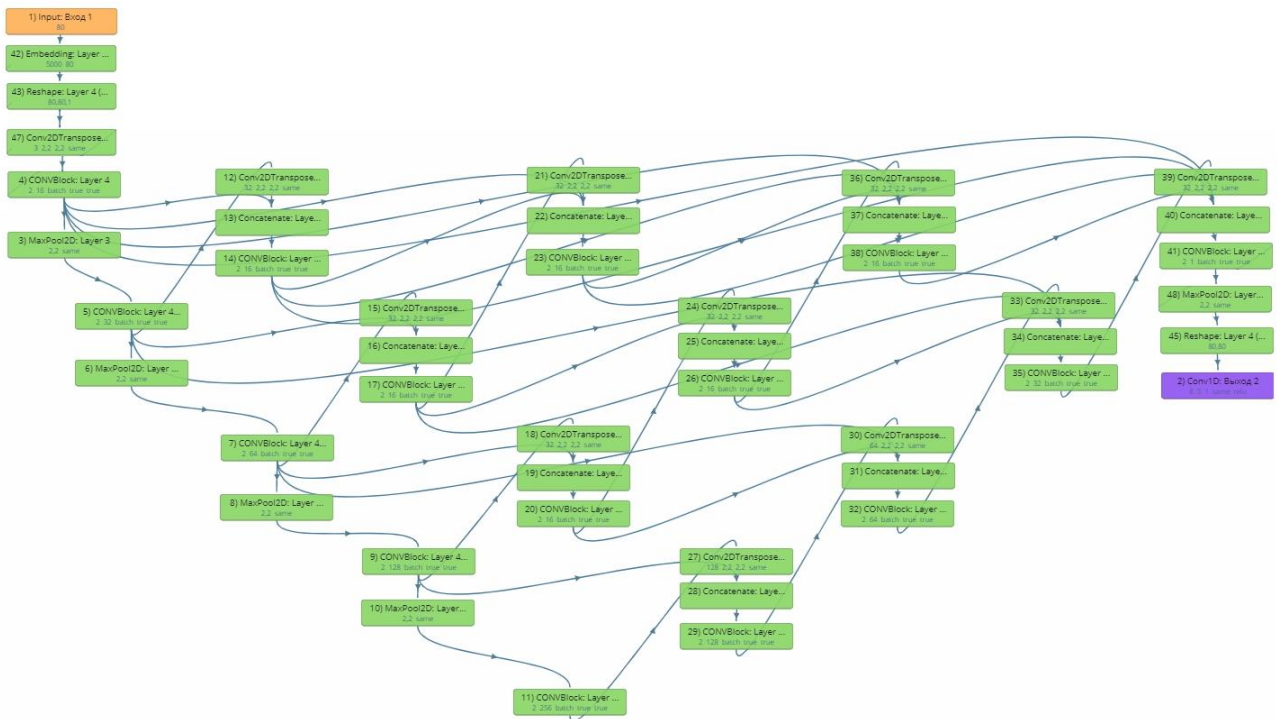 1) Input: Вход 1
80
42) Embedding: Layer ...
5000 80
43) Reshape: Layer 4 (...
80,80,1
47) Conv2DTranspose...
3 2,2 2,2 same
4) CONVBlock: Layer 4
2 16 batch true true
3) MaxPool2D: Layer 3
2,2 same
5) CONVBlock: Layer 4...
2 32 batch true true
6) MaxPool2D: Layer ...
2,2 same
7) CONVBlock: Layer 4...
2 64 batch true true
8) MaxPool2D: Layer ...
2,2 same
9) CONVBlock: Layer 4...
2 128 batch true true
10) MaxPool2D: Layer...
2,2 same
11) CONVBlock: Layer ...
2 256 batch true true
12) Conv2DTranspose...
32 2,2 2,2 same
13) Concatenate: Laye...
14) CONVBlock: Layer ...
2 16 batch true true
15) Conv2DTranspose...
32 2,2 2,2 same
16) Concatenate: Laye...
17) CONVBlock: Layer ...
2 16 batch true true
18) Conv2DTranspose...
32 2,2 2,2 same
19) Concatenate: Laye...
20) CONVBlock: Layer ...
2 16 batch true true
21) Conv2DTranspose...
32 2,2 2,2 same
22) Concatenate: Laye...
23) CONVBlock: Layer ...
2 16 batch true true
24) Conv2DTranspose...
32 2,2 2,2 same
25) Concatenate: Laye...
26) CONVBlock: Layer ...
2 16 batch true true
27) Conv2DTranspose...
128 2,2 2,2 same
28) Concatenate: Laye...
29) CONVBlock: Layer ...
2 128 batch true true
36) Conv2DTranspose...
32 2,2 2,2 same
37) Concatenate: Laye...
38) CONVBlock: Layer ...
2 16 batch true true
30) Conv2DTranspose...
64 2,2 2,2 same
31) Concatenate: Laye...
32) CONVBlock: Layer ...
2 64 batch true true
33) Conv2DTranspose...
32 2,2 2,2 same
34) Concatenate: Laye...
35) CONVBlock: Layer ...
2 32 batch true true
39) Conv2DTranspose...
32 2,2 2,2 same
40) Concatenate: Laye...
41) CONVBlock: Layer ...
2 1 batch true true
48) MaxPool2D: Layer...
2,2 same
45) Reshape: Layer 4 (...
80,80
2) Conv1D: Выход 2